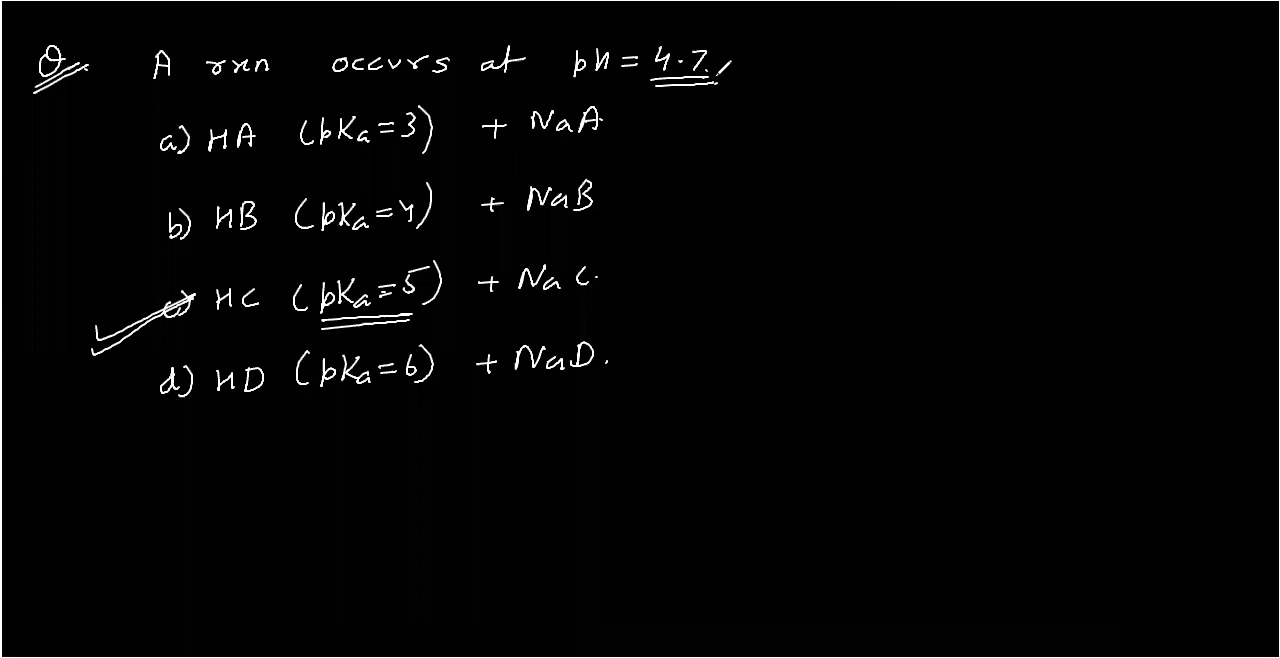 Q. A rxn occurs at pH = 4.7
a) HA (pKa=3) + NaA
b) HB (pKa=4) + NaB
c) HC (pKa=5) + NaC.
d) HD (pKa=6) + NaD.